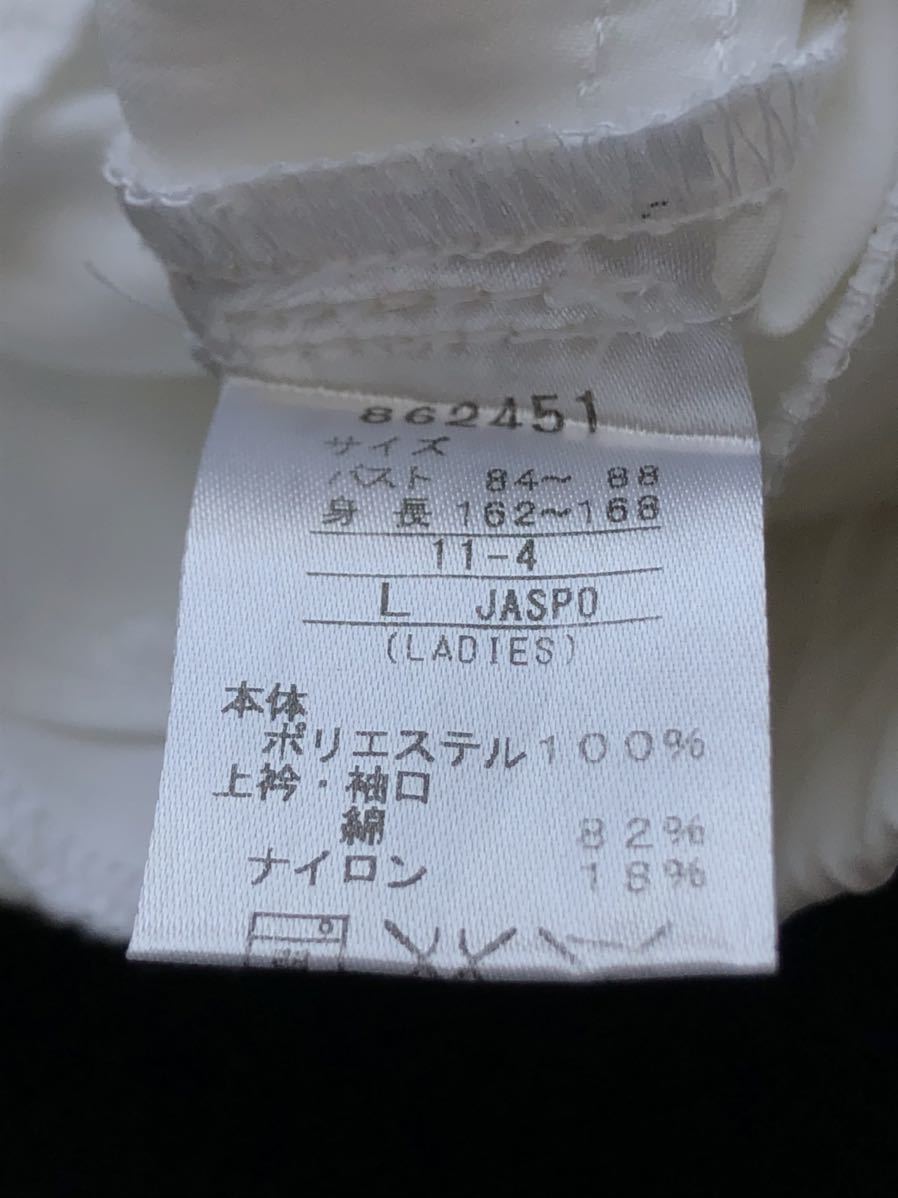 862451
サイズ
バスト 84～ 88
身長 162～168
11-4
L JASPO
(LADIES)
本体
ポリエステル100%
上衿・袖口
綿 82%
ナイロン 18%